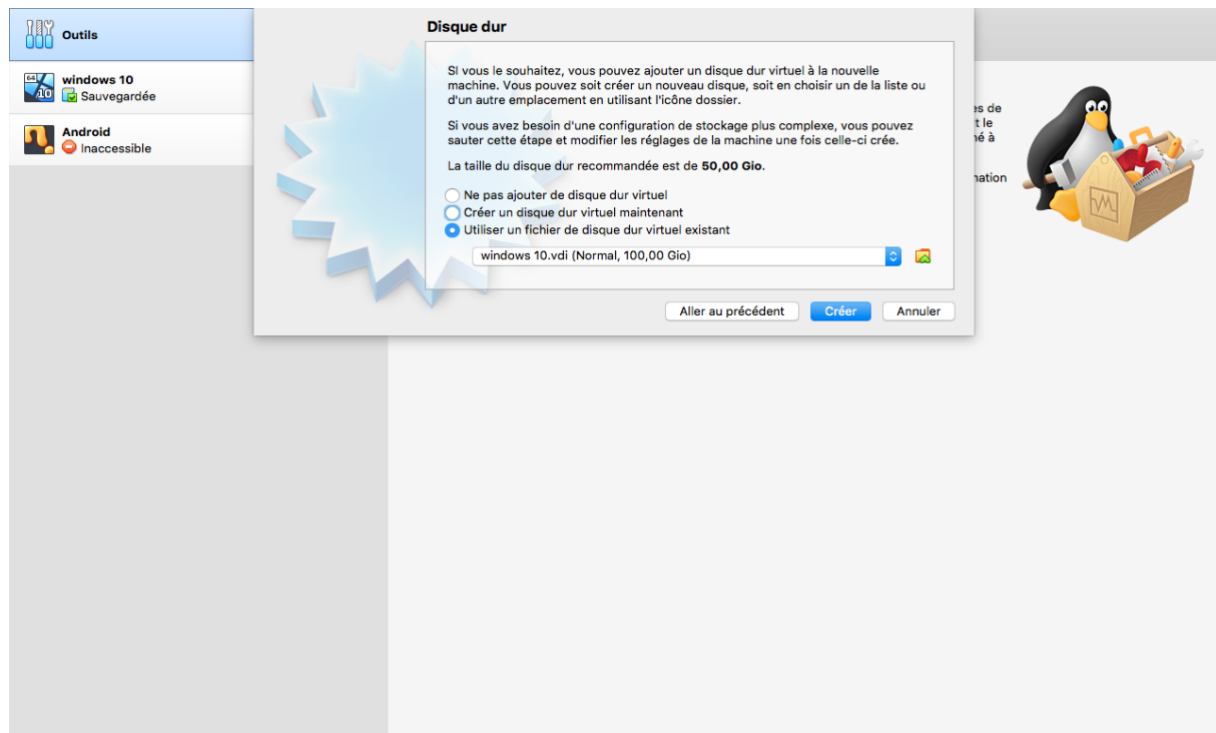 Outils
windows 10
Sauvegardée
Android
Inaccessible
Disque dur
SI vous le souhaitez, vous pouvez ajouter un disque dur virtuel à la nouvelle
machine. Vous pouvez soit créer un nouveau disque, soit en choisir un de la liste ou
d'un autre emplacement en utilisant l'icône dossier.
Si vous avez besoin d'une configuration de stockage plus complexe, vous pouvez
sauter cette étape et modifier les réglages de la machine une fois celle-ci crée.
La taille du disque dur recommandée est de 50,00 Gio.
Ne pas ajouter de disque dur virtuel
Créer un disque dur virtuel maintenant
Utiliser un fichier de disque dur virtuel existant
windows 10.vdi (Normal, 100,00 Gio)
Aller au précédent Créer Annuler
de
le
à